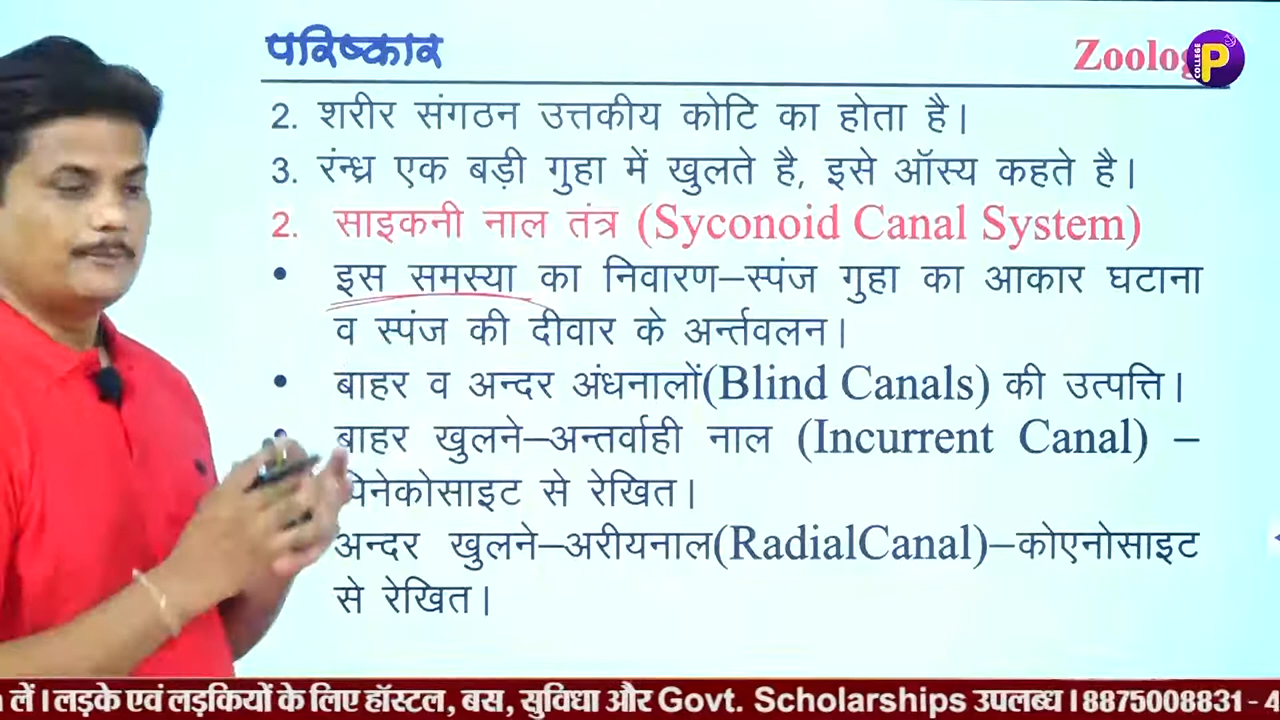 परिष्कार
Zoolog
COLLEGE P
2. शरीर संगठन उत्तकीय कोटि का होता है।
3. रंन्ध्र एक बड़ी गुहा में खुलते है, इसे ऑस्य कहते है।
2. साइकनी नाल तंत्र (Syconoid Canal System)
• इस समस्या का निवारण–स्पंज गुहा का आकार घटाना
व स्पंज की दीवार के अर्न्तवलन।
• बाहर व अन्दर अंधनालों(Blind Canals) की उत्पत्ति।
• बाहर खुलने–अन्तर्वाही नाल (Incurrent Canal) –
पिनेकोसाइट से रेखित।
अन्दर खुलने–अरीयनाल(RadialCanal)–कोएनोसाइट
से रेखित।
लें। लड़के एवं लड़कियों के लिए हॉस्टल, बस, सुविधा और Govt. Scholarships उपलब्ध। 8875008831 - 4